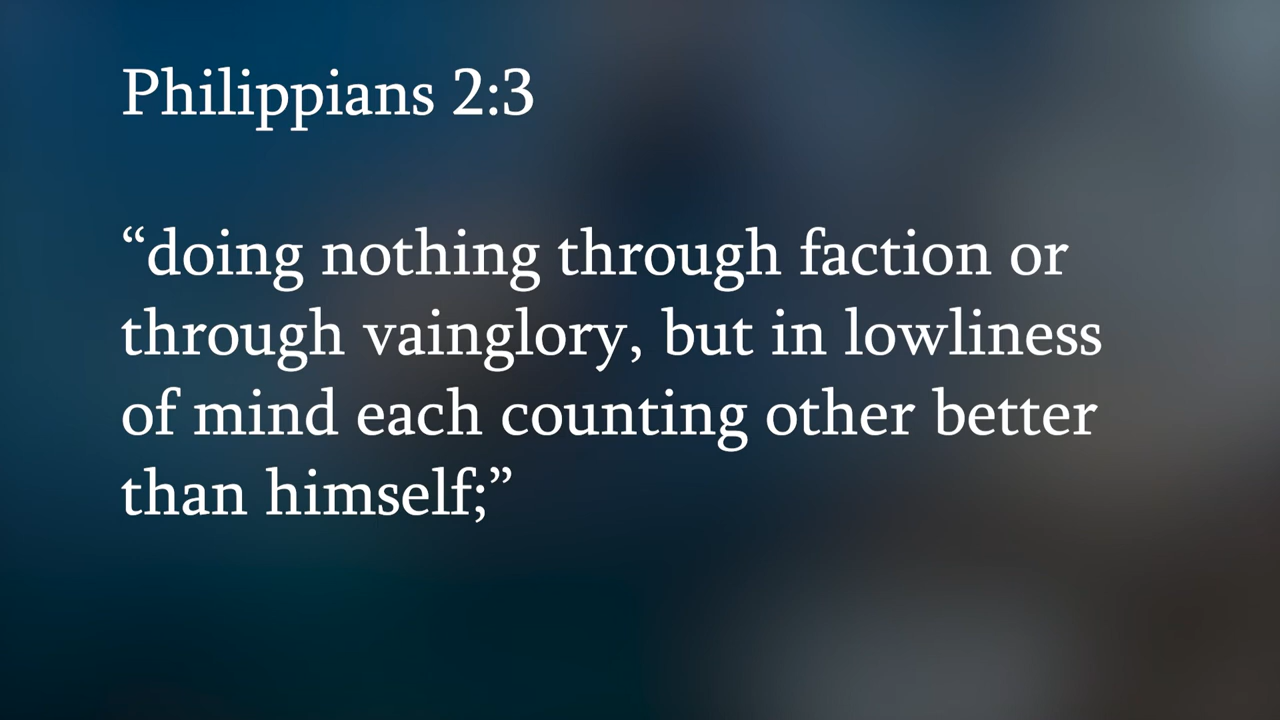 Philippians 2:3
“doing nothing through faction or
through vainglory, but in lowliness
of mind each counting other better
than himself;”